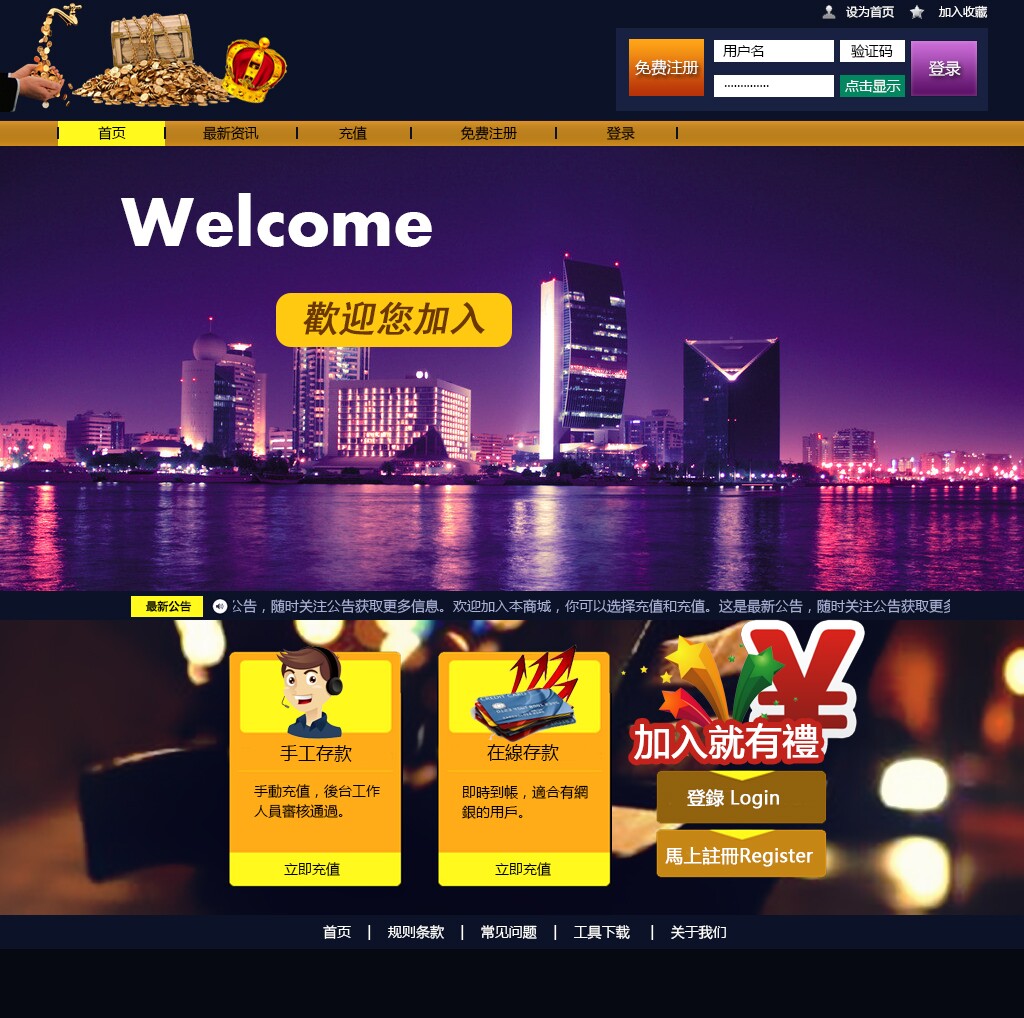 设为首页 加入收藏
免费注册 用户名 验证码 登录
点击显示
首页 最新资讯 充值 免费注册 登录
Welcome
歡迎您加入
最新公告 公告，随时关注公告获取更多信息。欢迎加入本商城，你可以选择充值和充值。这是最新公告，随时关注公告获取更多
手工存款
手動充值，後台工作
人員審核通過。
立即充值
在線存款
即時到帳，適合有網
銀的用戶。
立即充值
¥
加入就有禮
登錄 Login
馬上註冊Register
首页 | 规则条款 | 常见问题 | 工具下载 | 关于我们